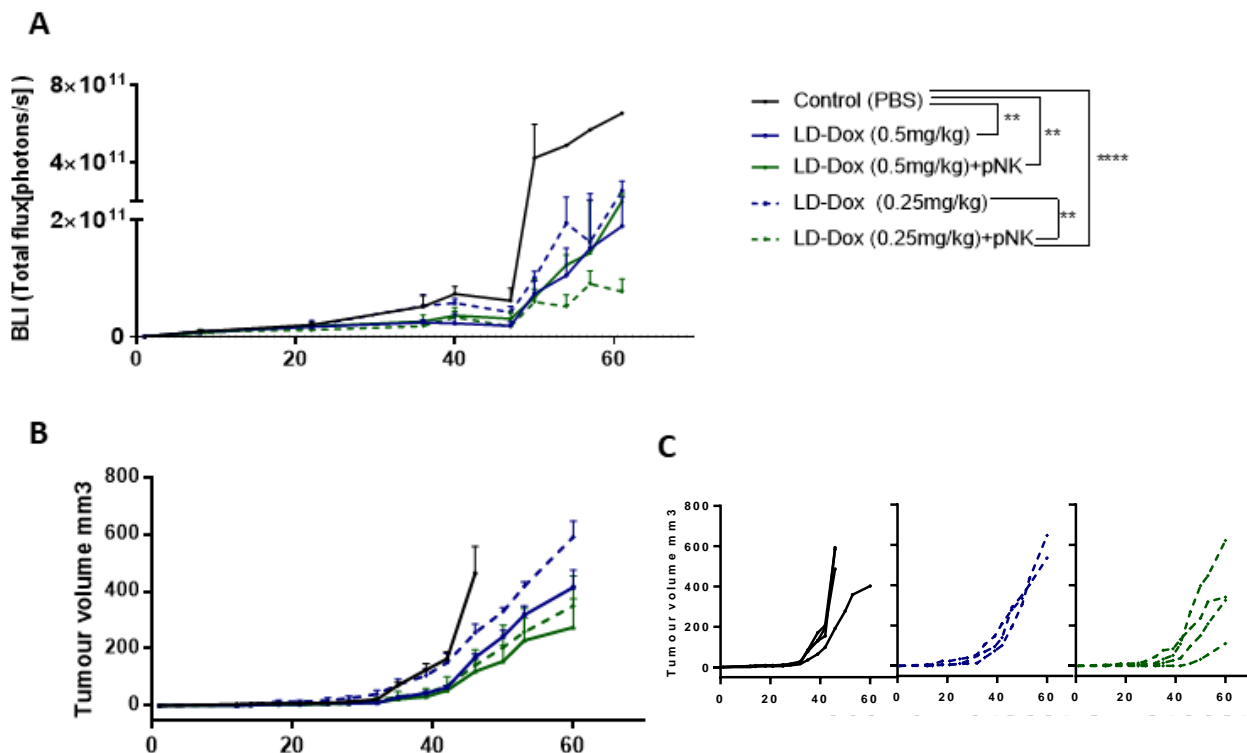 A
BLI (Total flux[photons/s] )
8× 10¹¹
4× 10¹¹
2× 10¹¹
0
0 20 40 60
Control (PBS)
LD-Dox (0.5mg/kg)
LD-Dox (0.5mg/kg)+pNK
LD-Dox (0.25mg/kg)
LD-Dox (0.25mg/kg)+pNK
**
**
****
**
B
Tumour volume mm3
800
600
400
200
0
0 20 40 60
C
Tumour volume mm3
800
600
400
200
0
0 20 40 60
0 20 40 60
0 20 40 60